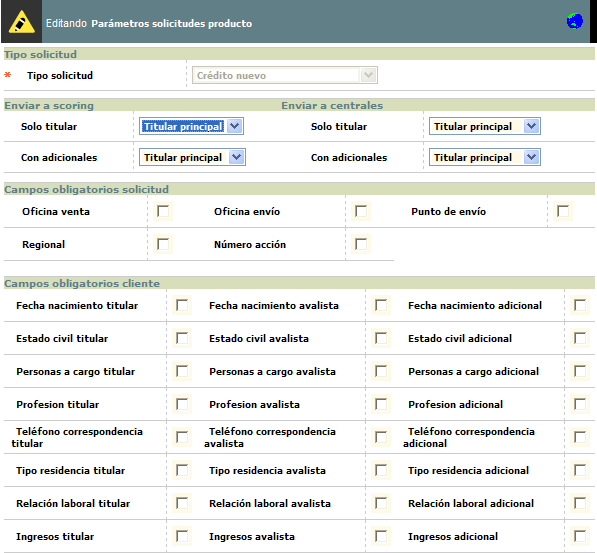 Editando Parámetros solicitudes producto
Tipo solicitud
* Tipo solicitud Crédito nuevo
Enviar a scoring Enviar a centrales
Solo titular Titular principal Solo titular Titular principal
Con adicionales Titular principal Con adicionales Titular principal
Campos obligatorios solicitud
Oficina venta Oficina envío Punto de envío
Regional Número acción
Campos obligatorios cliente
Fecha nacimiento titular Fecha nacimiento avalista Fecha nacimiento adicional
Estado civil titular Estado civil avalista Estado civil adicional
Personas a cargo titular Personas a cargo avalista Personas a cargo adicional
Profesion titular Profesion avalista Profesion adicional
Teléfono correspondencia titular Teléfono correspondencia avalista Teléfono correspondencia adicional
Tipo residencia titular Tipo residencia avalista Tipo residencia adicional
Relación laboral titular Relación laboral avalista Relación laboral adicional
Ingresos titular Ingresos avalista Ingresos adicional